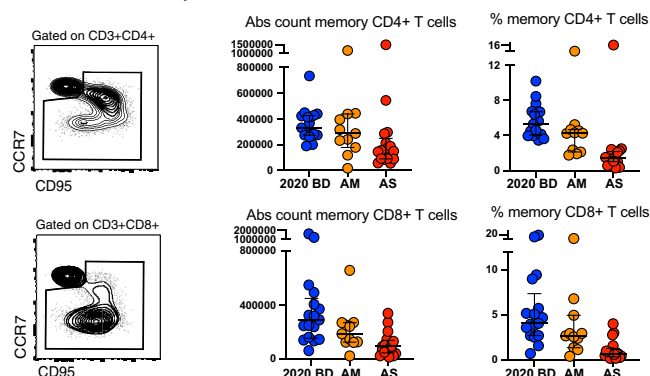 Abs count memory CD4+ T cells
% memory CD4+ T cells
Gated on CD3+CD4+
CCR7
CD95
1500000
1000000
800000
600000
400000
200000
0
2020 BD AM AS
16
12
8
4
0
2020 BD AM AS
Gated on CD3+CD8+
CCR7
CD95
Abs count memory CD8+ T cells
2000000
1000000
800000
400000
0
2020 BD AM AS
% memory CD8+ T cells
20
10
5
0
2020 BD AM AS